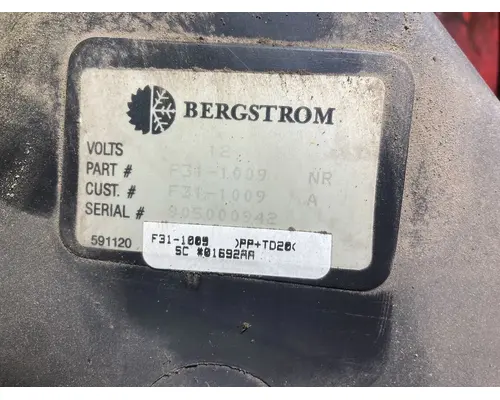 BERGSTROM
VOLTS 12
PART # F31-1009 NR
CUST. # F31-1009 A
SERIAL # 905000942
591120
F31-1009 )PP+TD20(
SC #01692AA